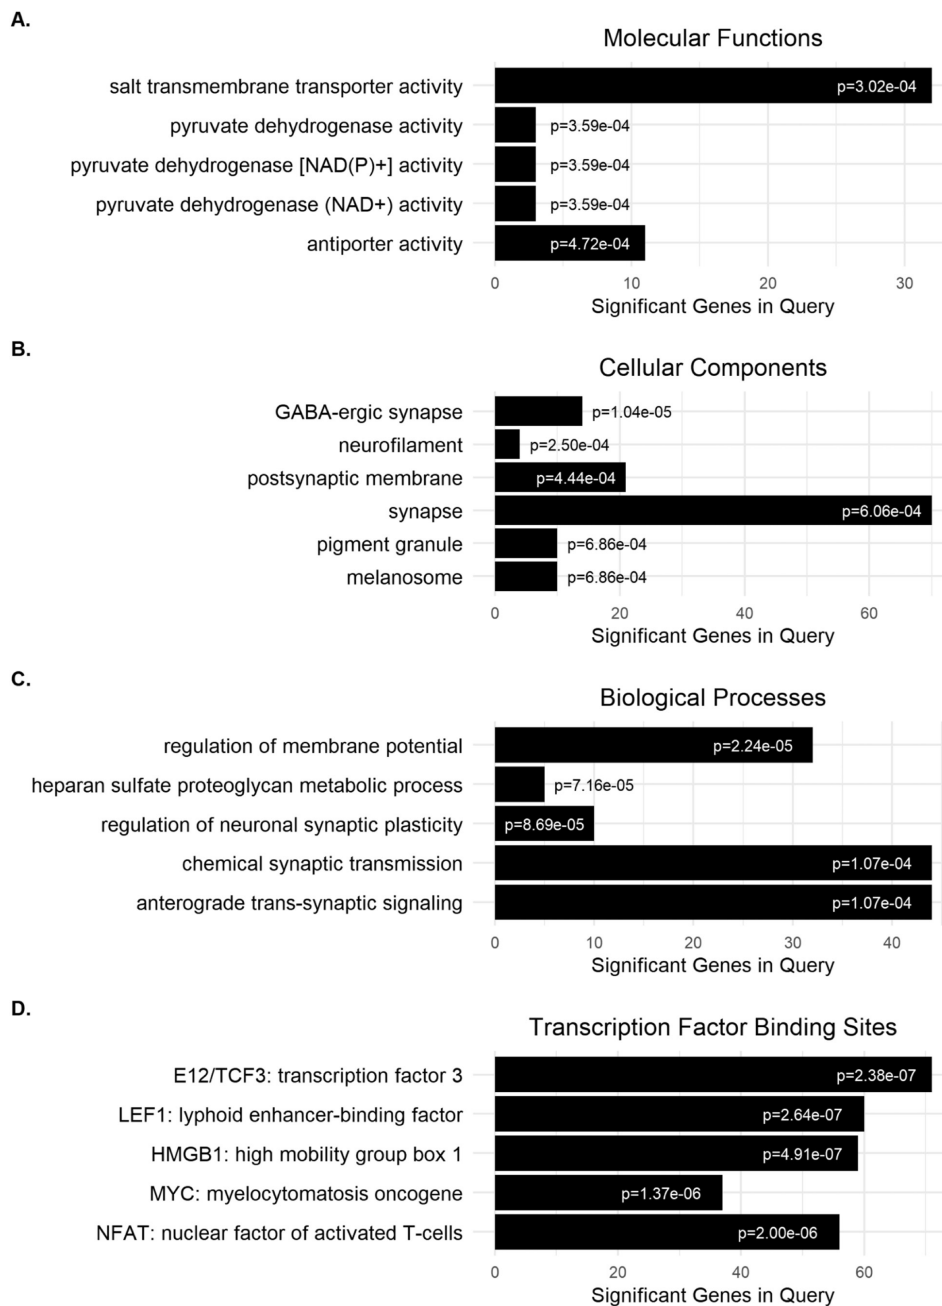 A.
Molecular Functions
salt transmembrane transporter activity
p=3.02e-04
pyruvate dehydrogenase activity
p=3.59e-04
pyruvate dehydrogenase [NAD(P)+] activity
p=3.59e-04
pyruvate dehydrogenase (NAD+) activity
p=3.59e-04
antiporter activity
p=4.72e-04
0 10 20 30
Significant Genes in Query
B.
Cellular Components
GABA-ergic synapse
p=1.04e-05
neurofilament
p=2.50e-04
postsynaptic membrane
p=4.44e-04
synapse
p=6.06e-04
pigment granule
p=6.86e-04
melanosome
p=6.86e-04
0 20 40 60
Significant Genes in Query
C.
Biological Processes
regulation of membrane potential
p=2.24e-05
heparan sulfate proteoglycan metabolic process
p=7.16e-05
regulation of neuronal synaptic plasticity
p=8.69e-05
chemical synaptic transmission
p=1.07e-04
anterograde trans-synaptic signaling
p=1.07e-04
0 10 20 30 40
Significant Genes in Query
D.
Transcription Factor Binding Sites
E12/TCF3: transcription factor 3
p=2.38e-07
LEF1: lyphoid enhancer-binding factor
p=2.64e-07
HMGB1: high mobility group box 1
p=4.91e-07
MYC: myelocytomatosis oncogene
p=1.37e-06
NFAT: nuclear factor of activated T-cells
p=2.00e-06
0 20 40 60
Significant Genes in Query